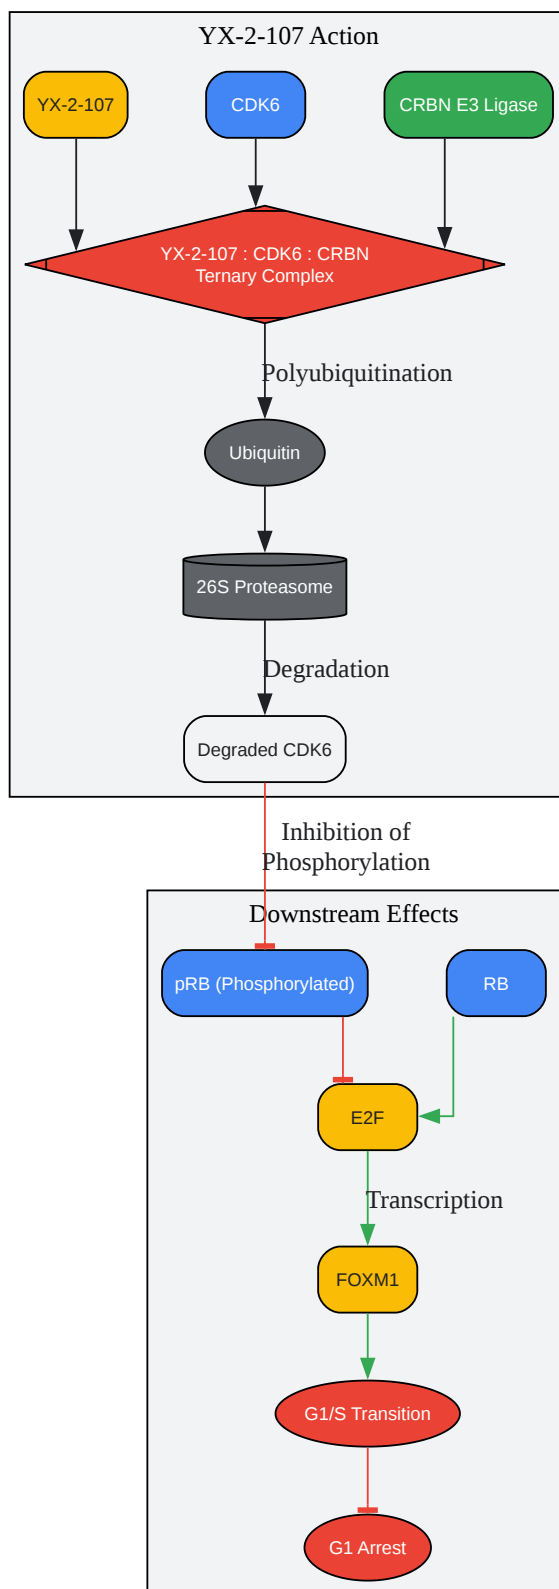 YX-2-107 Action
YX-2-107
CDK6
CRBN E3 Ligase
YX-2-107 : CDK6 : CRBN
Ternary Complex
Polyubiquitination
Ubiquitin
26S Proteasome
Degradation
Degraded CDK6
Inhibition of
Phosphorylation
Downstream Effects
pRB (Phosphorylated)
RB
E2F
Transcription
FOXM1
G1/S Transition
G1 Arrest